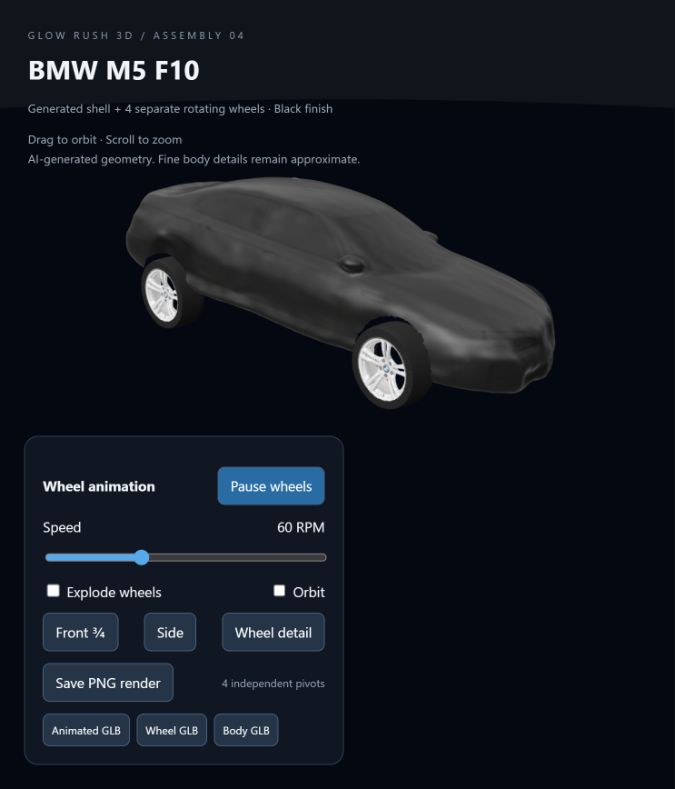 GLOW RUSH 3D / ASSEMBLY 04
BMW M5 F10
Generated shell + 4 separate rotating wheels · Black finish
Drag to orbit · Scroll to zoom
AI-generated geometry. Fine body details remain approximate.
Wheel animation
Pause wheels
Speed
60 RPM
Explode wheels
Orbit
Front ¾
Side
Wheel detail
Save PNG render
4 independent pivots
Animated GLB
Wheel GLB
Body GLB